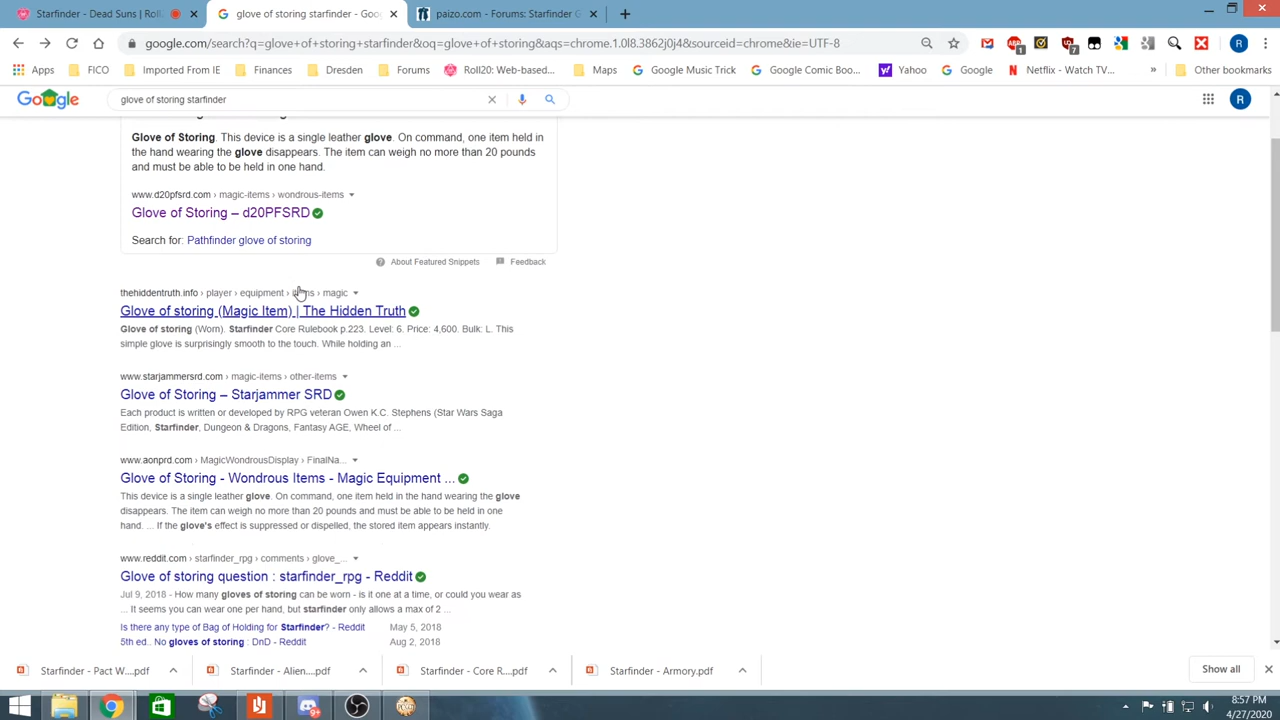 Starfinder - Dead Suns | Roll
glove of storing starfinder - Goo
paizo.com - Forums: Starfinder G
google.com/search?q=glove+of+storing+starfinder&oq=glove+of+storing&aqs=chrome.1.0l8.3862j0j4&sourceid=chrome&ie=UTF-8
Apps FICO Imported From IE Finances Dresden Forums Roll20: Web-based... Maps Google Music Trick Google Comic Boo... Yahoo Google Netflix - Watch TV... » Other bookmarks
Google glove of storing starfinder R
Glove of Storing. This device is a single leather glove. On command, one item held in
the hand wearing the glove disappears. The item can weigh no more than 20 pounds
and must be able to be held in one hand.
www.d20pfsrd.com › magic-items › wondrous-items
Glove of Storing – d20PFSRD
Search for: Pathfinder glove of storing
About Featured Snippets Feedback
thehiddentruth.info › player › equipment › items › magic
Glove of storing (Magic Item) | The Hidden Truth
Glove of storing (Worn). Starfinder Core Rulebook p.223. Level: 6. Price: 4,600. Bulk: L. This
simple glove is surprisingly smooth to the touch. While holding an ...
www.starjammersrd.com › magic-items › other-items
Glove of Storing – Starjammer SRD
Each product is written or developed by RPG veteran Owen K.C. Stephens (Star Wars Saga
Edition, Starfinder, Dungeon & Dragons, Fantasy AGE, Wheel of ...
www.aonprd.com › MagicWondrousDisplay › FinalNa...
Glove of Storing - Wondrous Items - Magic Equipment ...
This device is a single leather glove. On command, one item held in the hand wearing the glove
disappears. The item can weigh no more than 20 pounds and must be able to be held in one
hand. ... If the glove's effect is suppressed or dispelled, the stored item appears instantly.
www.reddit.com › starfinder_rpg › comments › glove_...
Glove of storing question : starfinder_rpg - Reddit
Jul 9, 2018 - How many gloves of storing can be worn - is it one at a time, or could you wear as
... It seems you can wear one per hand, but starfinder only allows a max of 2 ...
Is there any type of Bag of Holding for Starfinder? - Reddit May 5, 2018
5th ed.. No gloves of storing : DnD - Reddit Aug 2, 2018
Starfinder - Pact W....pdf Starfinder - Alien....pdf Starfinder - Core R....pdf Starfinder - Armory.pdf Show all
8:57 PM
4/27/2020